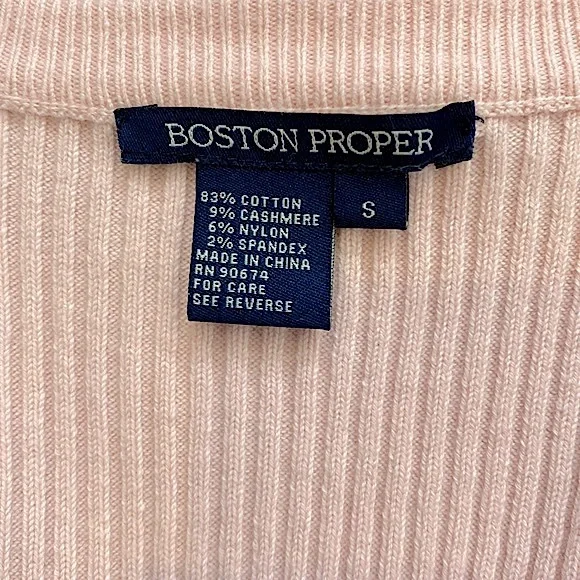 BOSTON PROPER
S
83% COTTON
9% CASHMERE
6% NYLON
2% SPANDEX
MADE IN CHINA
RN 90674
FOR CARE
SEE REVERSE